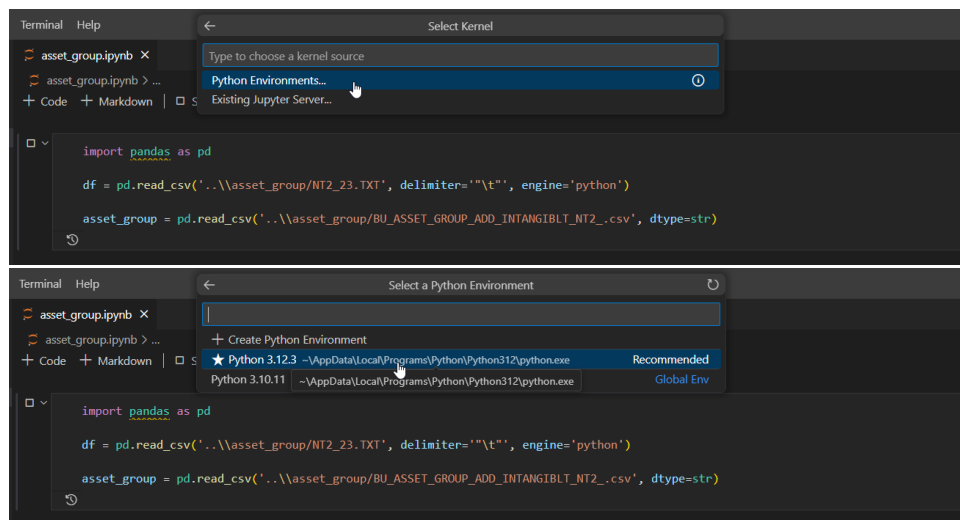 Terminal Help
Select Kernel
asset_group.ipynb
Type to choose a kernel source
asset_group.ipynb > ...
Python Environments...
+ Code + Markdown
Existing Jupyter Server...
import pandas as pd
df = pd.read_csv('..\\asset_group/NT2_23.TXT', delimiter='"\t"', engine='python')
asset_group = pd.read_csv('..\\asset_group/BU_ASSET_GROUP_ADD_INTANGIBLT_NT2_.csv', dtype=str)
Terminal Help
Select a Python Environment
asset_group.ipynb
asset_group.ipynb > ...
+ Create Python Environment
+ Code + Markdown
★ Python 3.12.3 ~\AppData\Local\Programs\Python\Python312\python.exe Recommended
Python 3.10.11 ~\AppData\Local\Programs\Python\Python312\python.exe Global Env
import pandas as pd
df = pd.read_csv('..\\asset_group/NT2_23.TXT', delimiter='"\t"', engine='python')
asset_group = pd.read_csv('..\\asset_group/BU_ASSET_GROUP_ADD_INTANGIBLT_NT2_.csv', dtype=str)